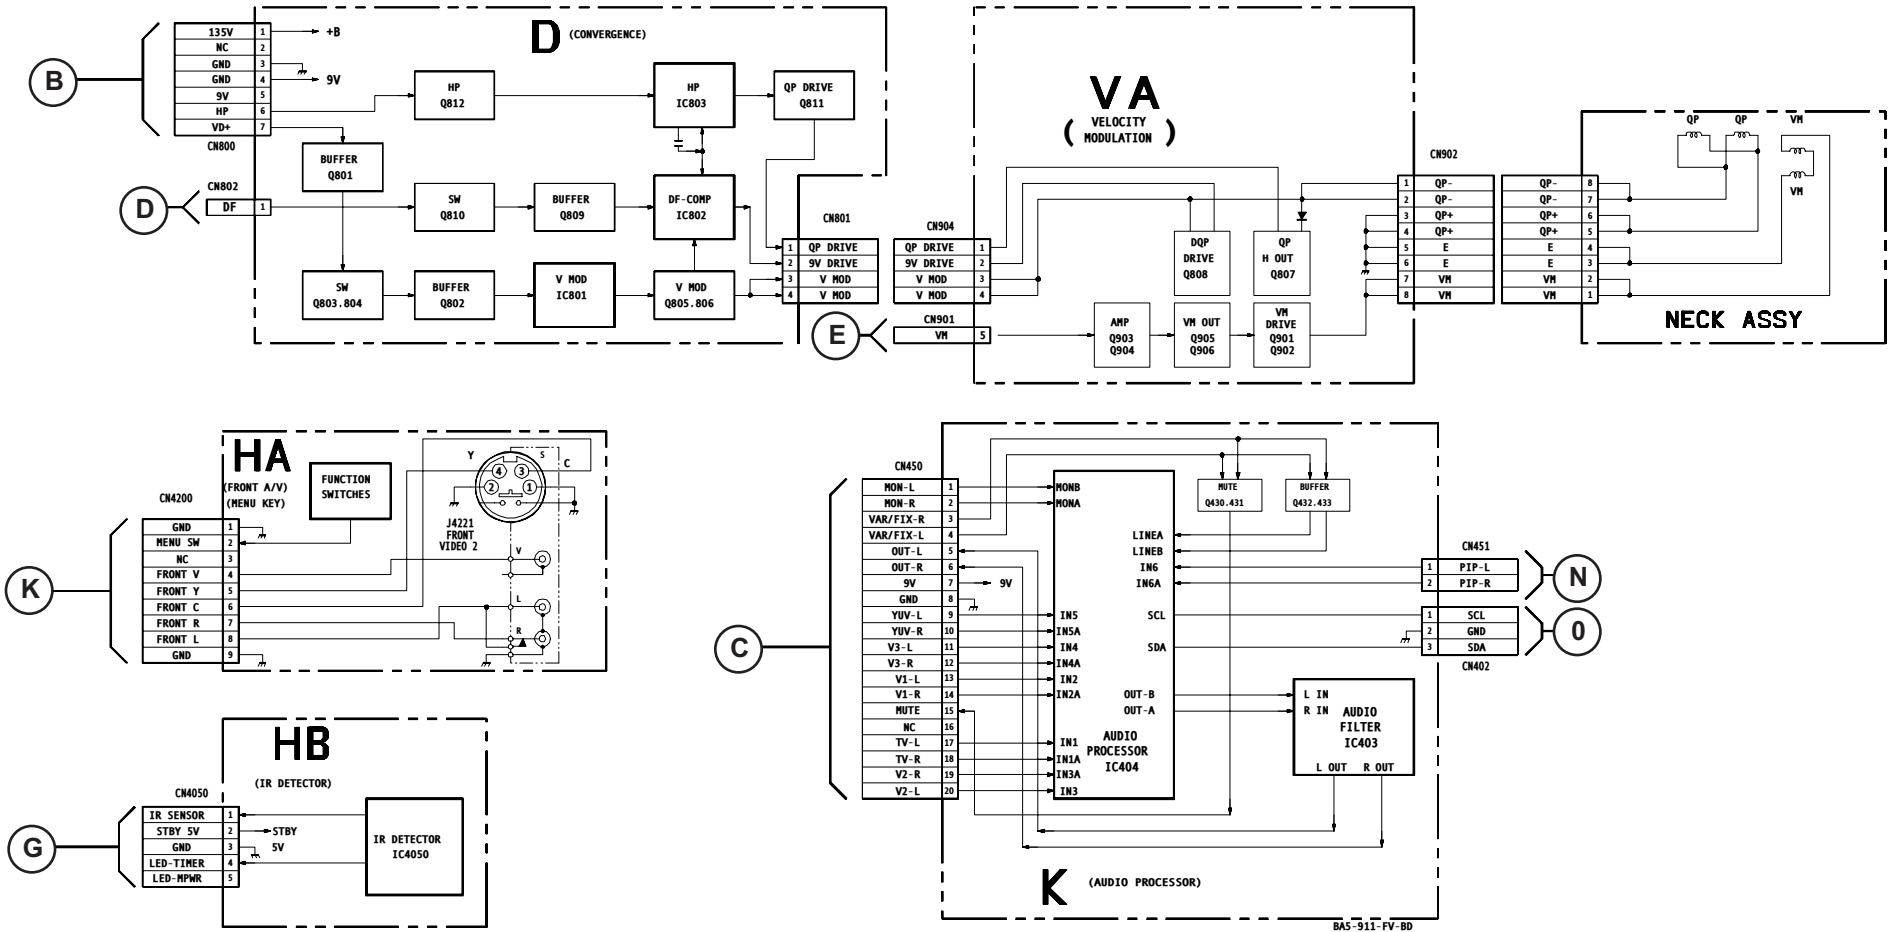 D (CONVERGENCE)
B
135V 1 +B
NC 2
GND 3
GND 4 9V
9V 5
HP 6
VD+ 7
CN800
HP
Q812
HP
IC803
QP DRIVE
Q811
BUFFER
Q801
D
CN802
DF 1
SW
Q810
BUFFER
Q809
DF-COMP
IC802
SW
Q803.804
BUFFER
Q802
V MOD
IC801
V MOD
Q805.806
CN801
1 QP DRIVE
2 9V DRIVE
3 V MOD
4 V MOD
VA
( VELOCITY
MODULATION )
CN904
QP DRIVE 1
9V DRIVE 2
V MOD 3
V MOD 4
E
CN901
VM 5
DQP
DRIVE
Q808
QP
H OUT
Q807
AMP
Q903
Q904
VM OUT
Q905
Q906
VM
DRIVE
Q901
Q902
CN902
1 QP-
2 QP-
3 QP+
4 QP+
5 E
6 E
7 VM
8 VM
QP- 8
QP- 7
QP+ 6
QP+ 5
E 4
E 3
VM 2
VM 1
QP QP VM
VM
NECK ASSY
HA
(FRONT A/V)
(MENU KEY)
FUNCTION
SWITCHES
K
CN4200
GND 1
MENU SW 2
NC 3
FRONT V 4
FRONT Y 5
FRONT C 6
FRONT R 7
FRONT L 8
GND 9
Y S C
4 3
2 1
J4221
FRONT
VIDEO 2
V
L
R
HB
(IR DETECTOR)
G
CN4050
IR SENSOR 1
STBY 5V 2 STBY
GND 3 5V
LED-TIMER 4
LED-MPWR 5
IR DETECTOR
IC4050
C
CN450
MON-L 1
MON-R 2
VAR/FIX-R 3
VAR/FIX-L 4
OUT-L 5
OUT-R 6
9V 7 9V
GND 8
YUV-L 9
YUV-R 10
V3-L 11
V3-R 12
V1-L 13
V1-R 14
MUTE 15
NC 16
TV-L 17
TV-R 18
V2-R 19
V2-L 20
MONB
MONA
LINEA
LINEB
IN6
IN6A
IN5 SCL
IN5A
IN4 SDA
IN4A
IN2
IN2A OUT-B
OUT-A
AUDIO
PROCESSOR
IC404
IN1
IN1A
IN3A
IN3
MUTE
Q430.431
BUFFER
Q432.433
CN451
1 PIP-L
2 PIP-R
N
1 SCL
2 GND
3 SDA
CN402
O
L IN
R IN
AUDIO
FILTER
IC403
L OUT R OUT
K (AUDIO PROCESSOR)
BA5-911-FV-BD